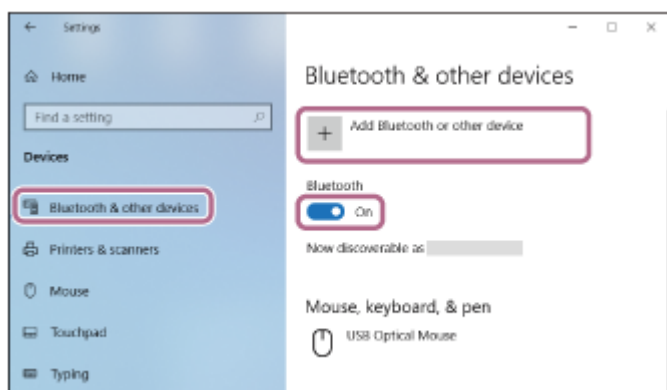 Settings
Home
Find a setting
Devices
Bluetooth & other devices
Printers & scanners
Mouse
Touchpad
Typing
Bluetooth & other devices
Add Bluetooth or other device
Bluetooth
On
Now discoverable as
Mouse, keyboard, & pen
USB Optical Mouse